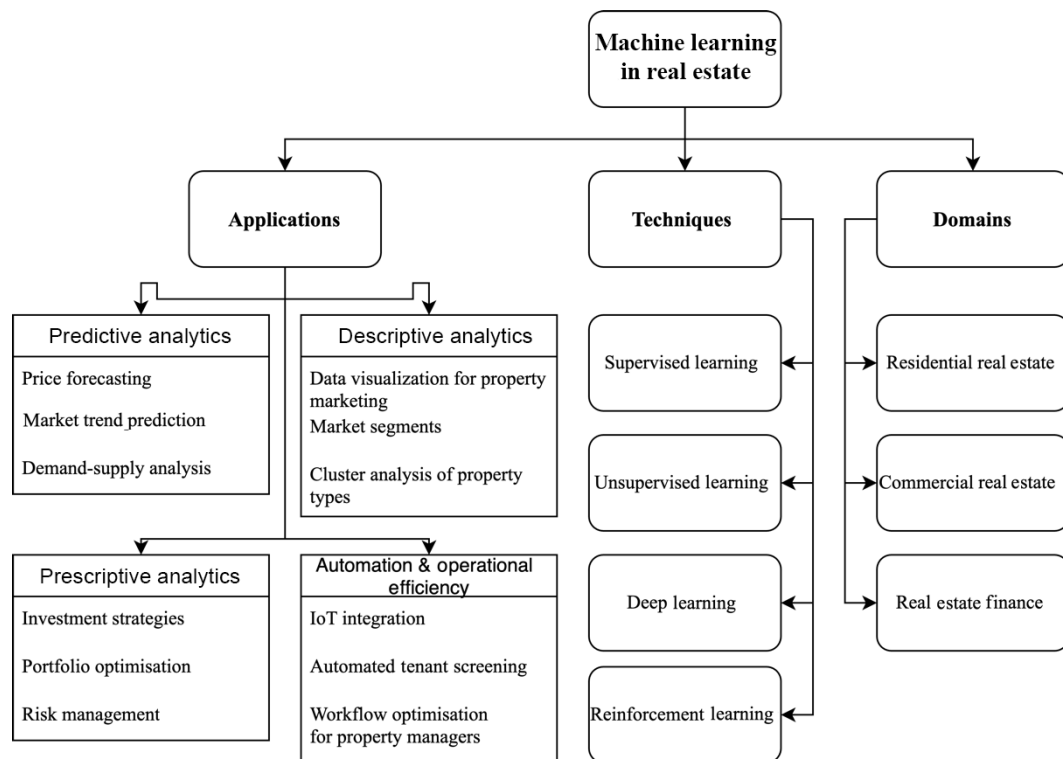 Machine learning
in real estate
Applications
Techniques
Domains
Predictive analytics
Price forecasting
Market trend prediction
Demand-supply analysis
Descriptive analytics
Data visualization for property
marketing
Market segments
Cluster analysis of property
types
Prescriptive analytics
Investment strategies
Portfolio optimisation
Risk management
Automation & operational
efficiency
IoT integration
Automated tenant screening
Workflow optimisation
for property managers
Supervised learning
Unsupervised learning
Deep learning
Reinforcement learning
Residential real estate
Commercial real estate
Real estate finance